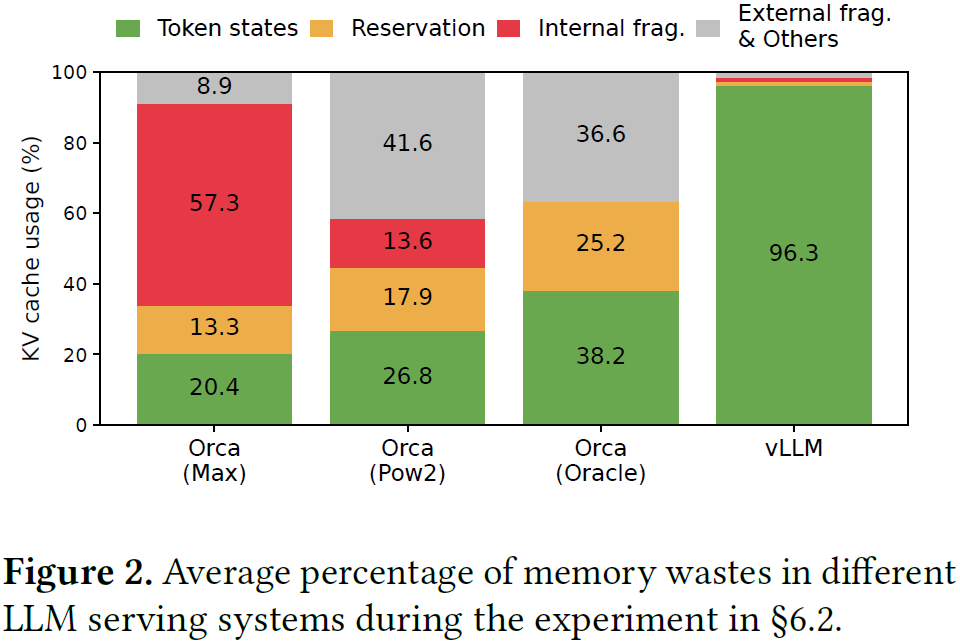 Token states Reservation Internal frag. External frag. & Others
KV cache usage (%)
100
80
60
40
20
0
8.9
57.3
13.3
20.4
41.6
13.6
17.9
26.8
36.6
25.2
38.2
96.3
Orca
(Max)
Orca
(Pow2)
Orca
(Oracle)
vLLM
Figure 2. Average percentage of memory wastes in different
LLM serving systems during the experiment in §6.2.